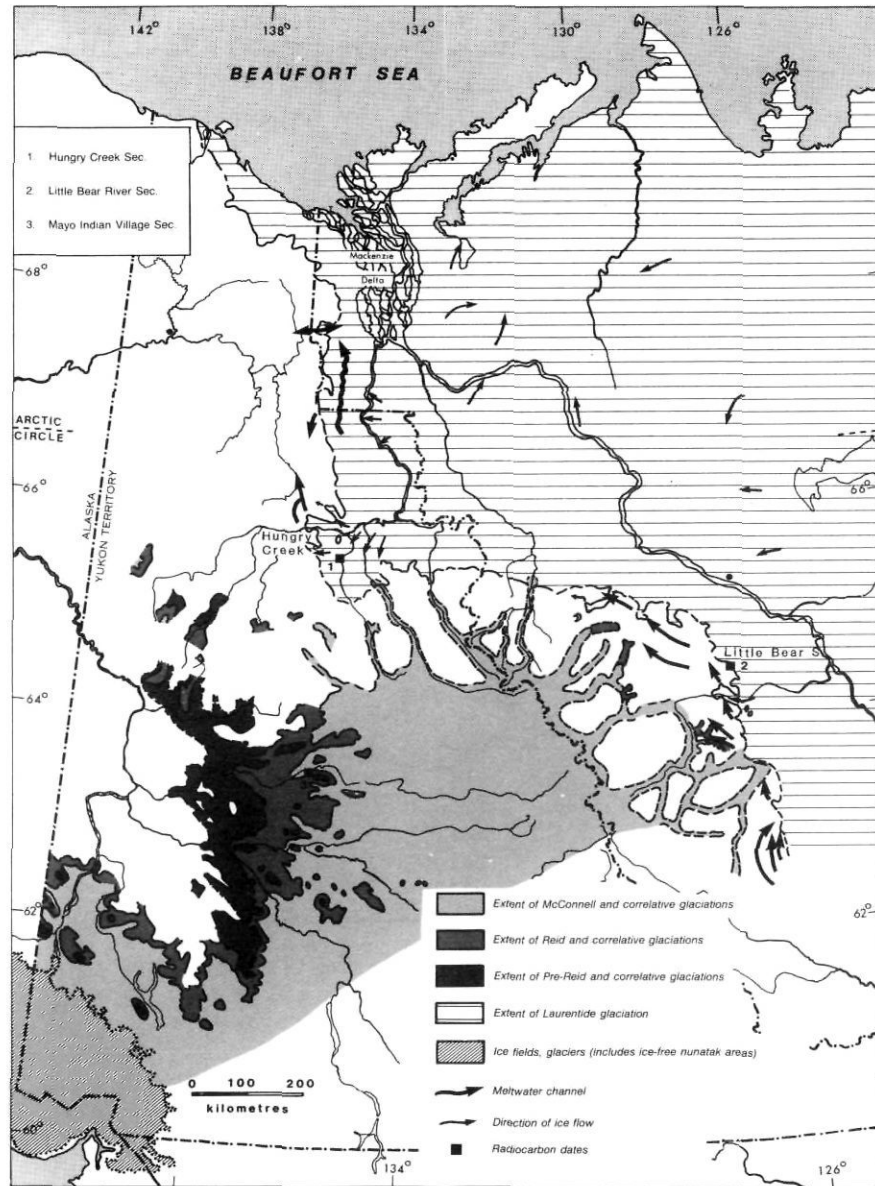 142° 138° 134° 130° 126°
BEAUFORT SEA
1. Hungry Creek Sec.
2. Little Bear River Sec.
3. Mayo Indian Village Sec.
68°
Mackenzie
Delta
ARCTIC
CIRCLE
66° 66°
ALASKA
YUKON TERRITORY
Hungry
Creek
1
Little Bear S.
2
64°
62° 62°
Extent of McConnell and correlative glaciations
Extent of Reid and correlative glaciations
Extent of Pre-Reid and correlative glaciations
Extent of Laurentide glaciation
Ice fields, glaciers (includes ice-free nunatak areas)
0 100 200
kilometres
Meltwater channel
Direction of ice flow
Radiocarbon dates
60°
134° 126°